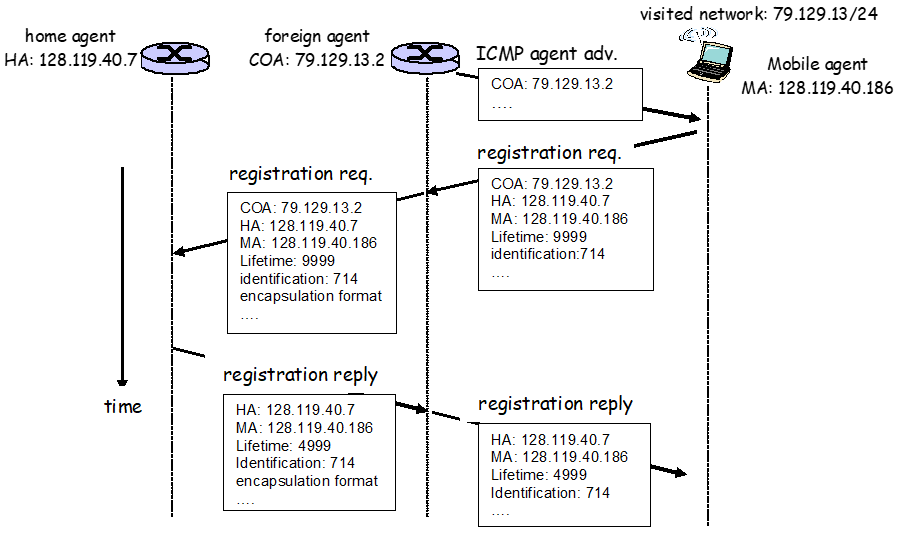 visited network: 79.129.13/24
home agent
HA: 128.119.40.7
foreign agent
COA: 79.129.13.2
ICMP agent adv.
Mobile agent
MA: 128.119.40.186
COA: 79.129.13.2
....
registration req.
COA: 79.129.13.2
HA: 128.119.40.7
MA: 128.119.40.186
Lifetime: 9999
identification:714
....
registration req.
COA: 79.129.13.2
HA: 128.119.40.7
MA: 128.119.40.186
Lifetime: 9999
identification: 714
encapsulation format
....
time
registration reply
HA: 128.119.40.7
MA: 128.119.40.186
Lifetime: 4999
Identification: 714
encapsulation format
....
registration reply
HA: 128.119.40.7
MA: 128.119.40.186
Lifetime: 4999
Identification: 714
....